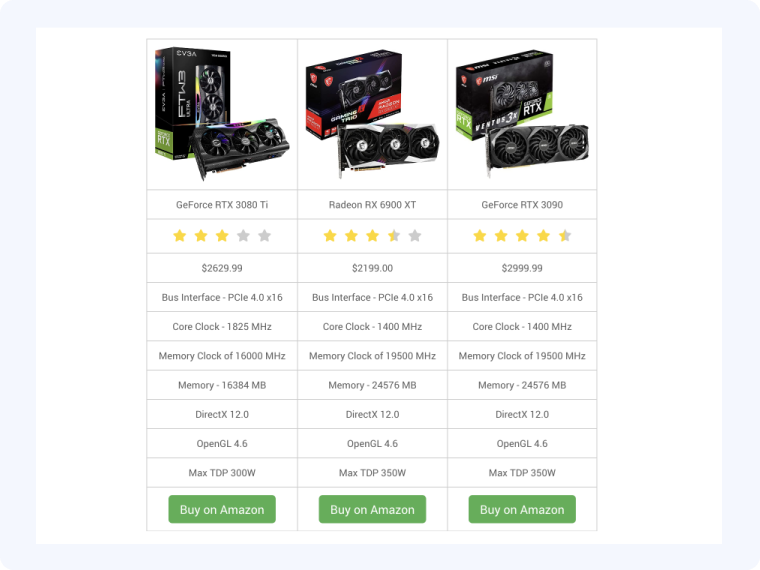 EVGA
FTW3
ULTRA
GEFORCE
RTX
msi
GAMING
TRIO
RADEON
msi
VENTUS 3X
GEFORCE
RTX
GeForce RTX 3080 Ti
Radeon RX 6900 XT
GeForce RTX 3090
$2629.99
$2199.00
$2999.99
Bus Interface - PCIe 4.0 x16
Bus Interface - PCIe 4.0 x16
Bus Interface - PCIe 4.0 x16
Core Clock - 1825 MHz
Core Clock - 1400 MHz
Core Clock - 1400 MHz
Memory Clock of 16000 MHz
Memory Clock of 19500 MHz
Memory Clock of 19500 MHz
Memory - 16384 MB
Memory - 24576 MB
Memory - 24576 MB
DirectX 12.0
DirectX 12.0
DirectX 12.0
OpenGL 4.6
OpenGL 4.6
OpenGL 4.6
Max TDP 300W
Max TDP 350W
Max TDP 350W
Buy on Amazon
Buy on Amazon
Buy on Amazon